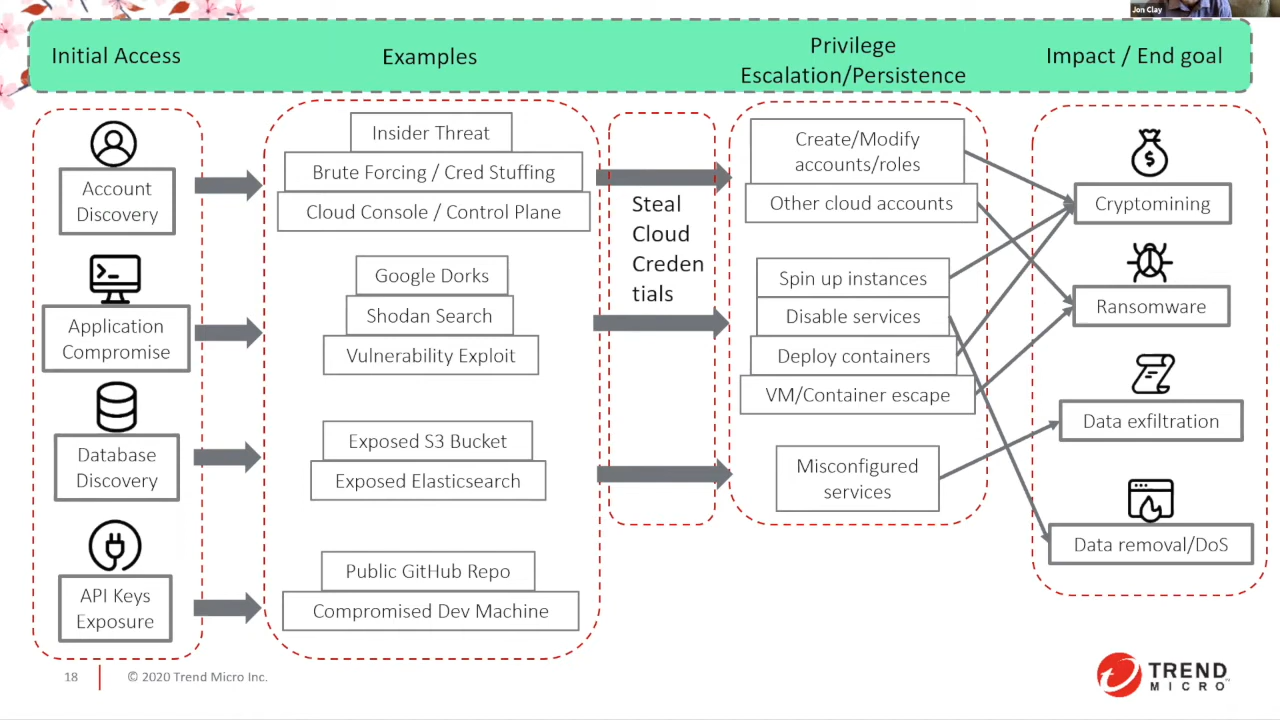 Jon Clay
Initial Access
Examples
Privilege
Escalation/Persistence
Impact / End goal
Account
Discovery
Application
Compromise
Database
Discovery
API Keys
Exposure
Insider Threat
Brute Forcing / Cred Stuffing
Cloud Console / Control Plane
Google Dorks
Shodan Search
Vulnerability Exploit
Exposed S3 Bucket
Exposed Elasticsearch
Public GitHub Repo
Compromised Dev Machine
Steal
Cloud
Creden
tials
Create/Modify
accounts/roles
Other cloud accounts
Spin up instances
Disable services
Deploy containers
VM/Container escape
Misconfigured
services
Cryptomining
Ransomware
Data exfiltration
Data removal/DoS
18
© 2020 Trend Micro Inc.
TREND
MICRO